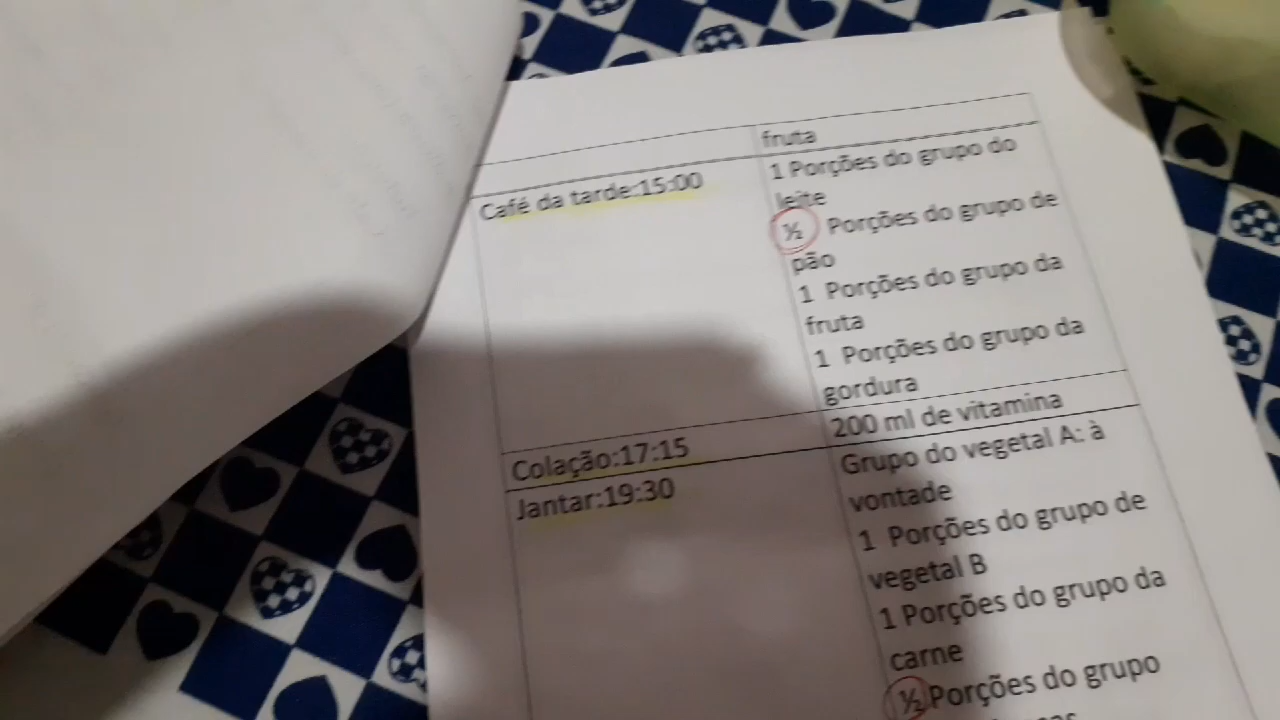 fruta
Café da tarde:15:00
1 Porções do grupo do
leite
½ Porções do grupo de
pão
1 Porções do grupo da
fruta
1 Porções do grupo da
gordura
Colação:17:15
200 ml de vitamina
Jantar:19:30
Grupo do vegetal A: à
vontade
1 Porções do grupo de
vegetal B
1 Porções do grupo da
carne
½ Porções do grupo